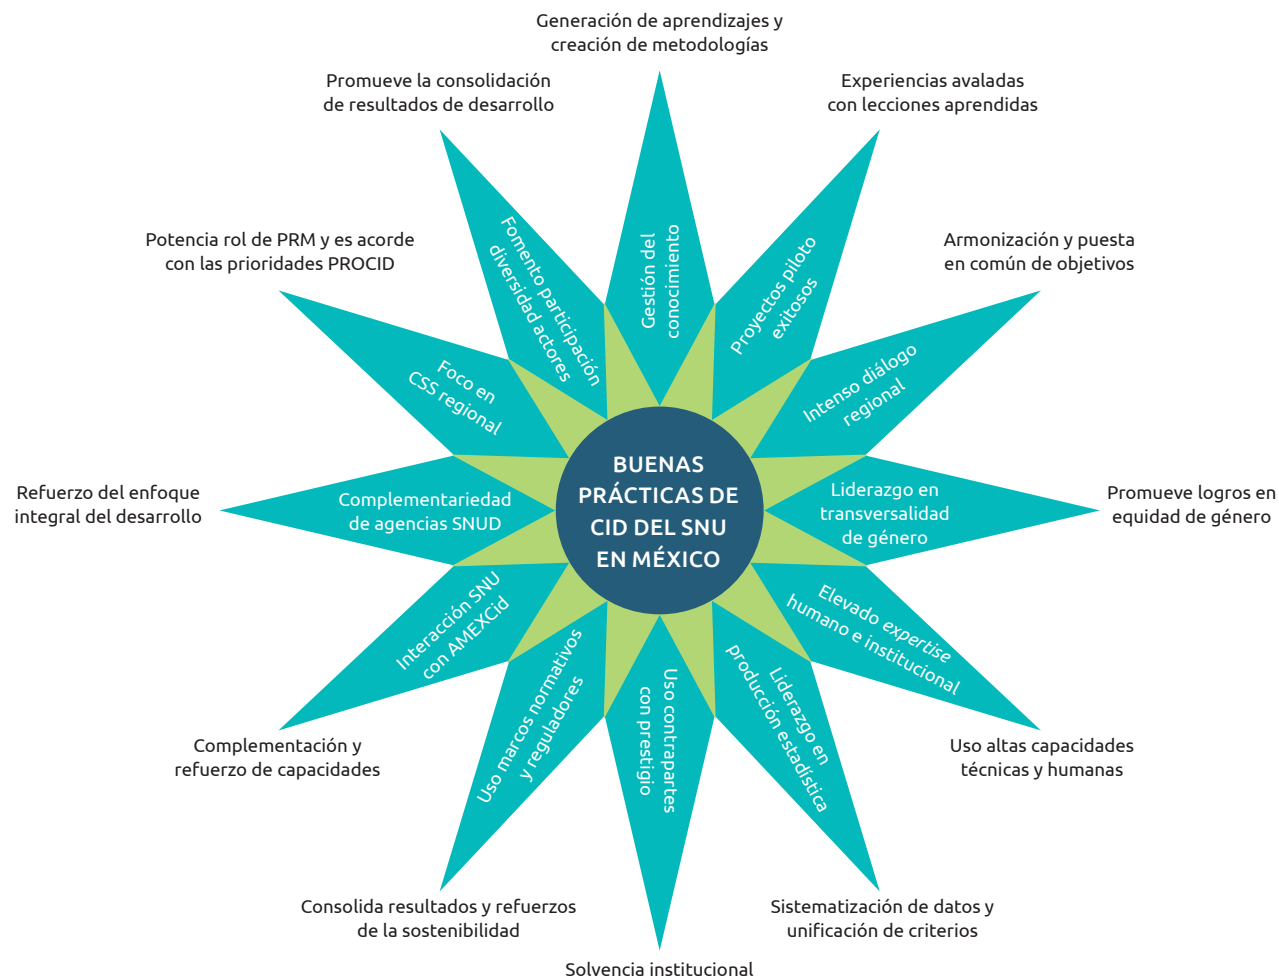 Generación de aprendizajes y
creación de metodologías
Promueve la consolidación
de resultados de desarrollo
Experiencias avaladas
con lecciones aprendidas
Potencia rol de PRM y es acorde
con las prioridades PROCID
Armonización y puesta
en común de objetivos
Fomento participación
diversidad actores
Gestión del
conocimiento
Proyectos piloto
exitosos
Foco en
CSS regional
Intenso diálogo
regional
Refuerzo del enfoque
integral del desarrollo
Complementariedad
de agencias SNUD
BUENAS
PRÁCTICAS DE
CID DEL SNU
EN MÉXICO
Liderazgo en
transversalidad
de género
Promueve logros en
equidad de género
Interacción SNU
con AMEXCid
Uso marcos normativos
y reguladores
Uso contrapartes
con prestigio
Liderazgo en
producción estadística
Elevado expertise
humano e institucional
Complementación y
refuerzo de capacidades
Uso altas capacidades
técnicas y humanas
Consolida resultados y refuerzos
de la sostenibilidad
Sistematización de datos y
unificación de criterios
Solvencia institucional